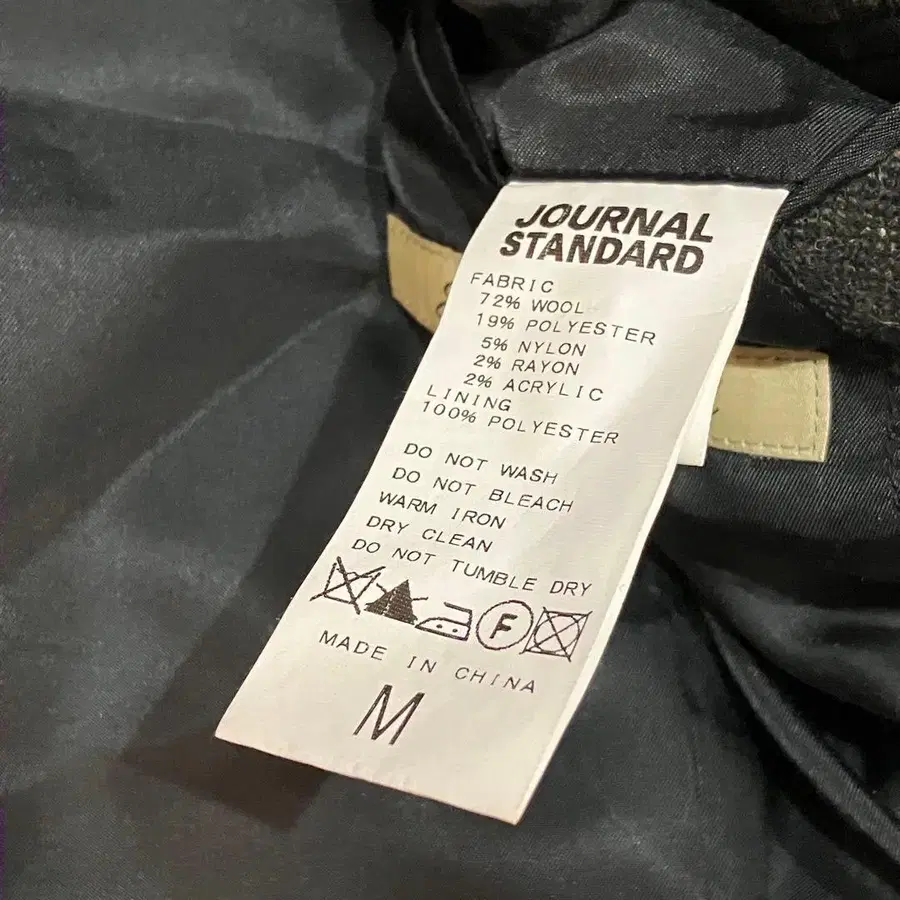 JOURNAL
STANDARD
FABRIC
72% WOOL
19% POLYESTER
5% NYLON
2% RAYON
2% ACRYLIC
LINING
100% POLYESTER
DO NOT WASH
DO NOT BLEACH
WARM IRON
DRY CLEAN
DO NOT TUMBLE DRY
F
MADE IN CHINA
M